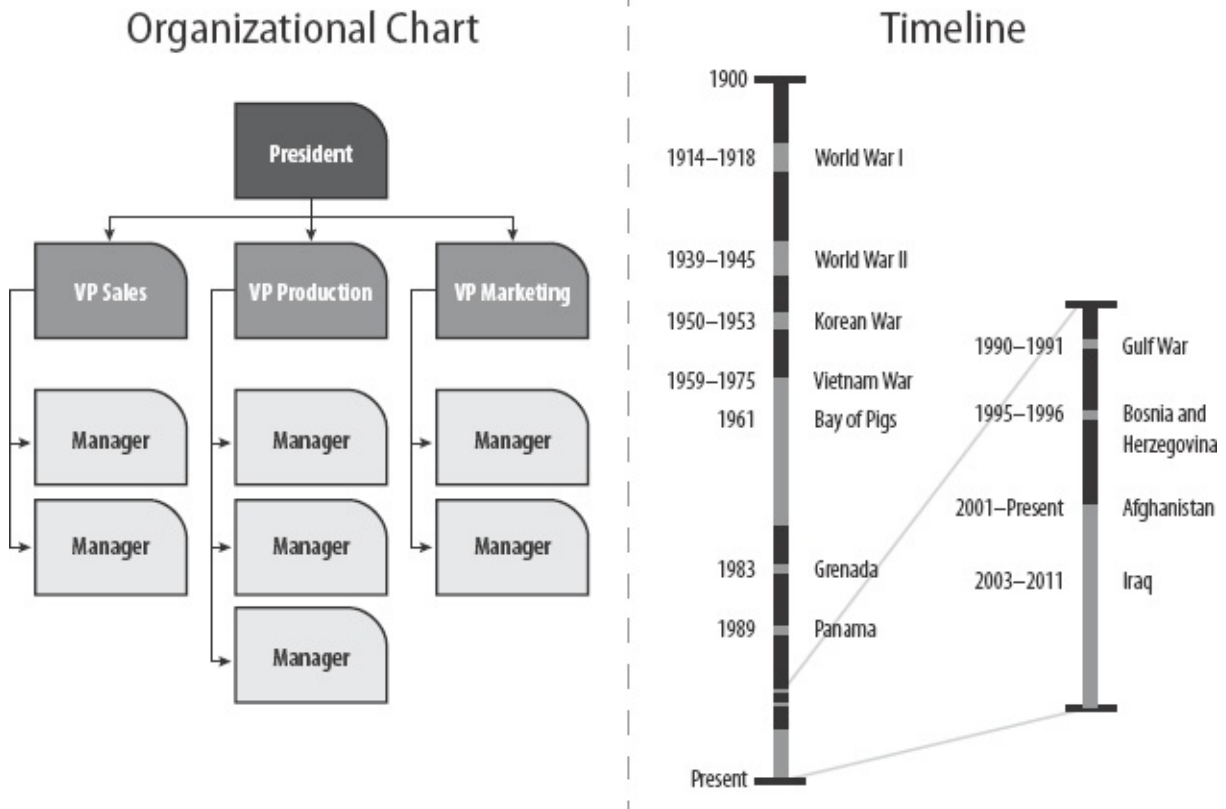 Organizational Chart
President
VP Sales
VP Production
VP Marketing
Manager
Manager
Manager
Manager
Manager
Manager
Manager
Timeline
1900
1914–1918 World War I
1939–1945 World War II
1950–1953 Korean War
1959–1975 Vietnam War
1961 Bay of Pigs
1983 Grenada
1989 Panama
Present
1990–1991 Gulf War
1995–1996 Bosnia and
Herzegovina
2001–Present Afghanistan
2003–2011 Iraq